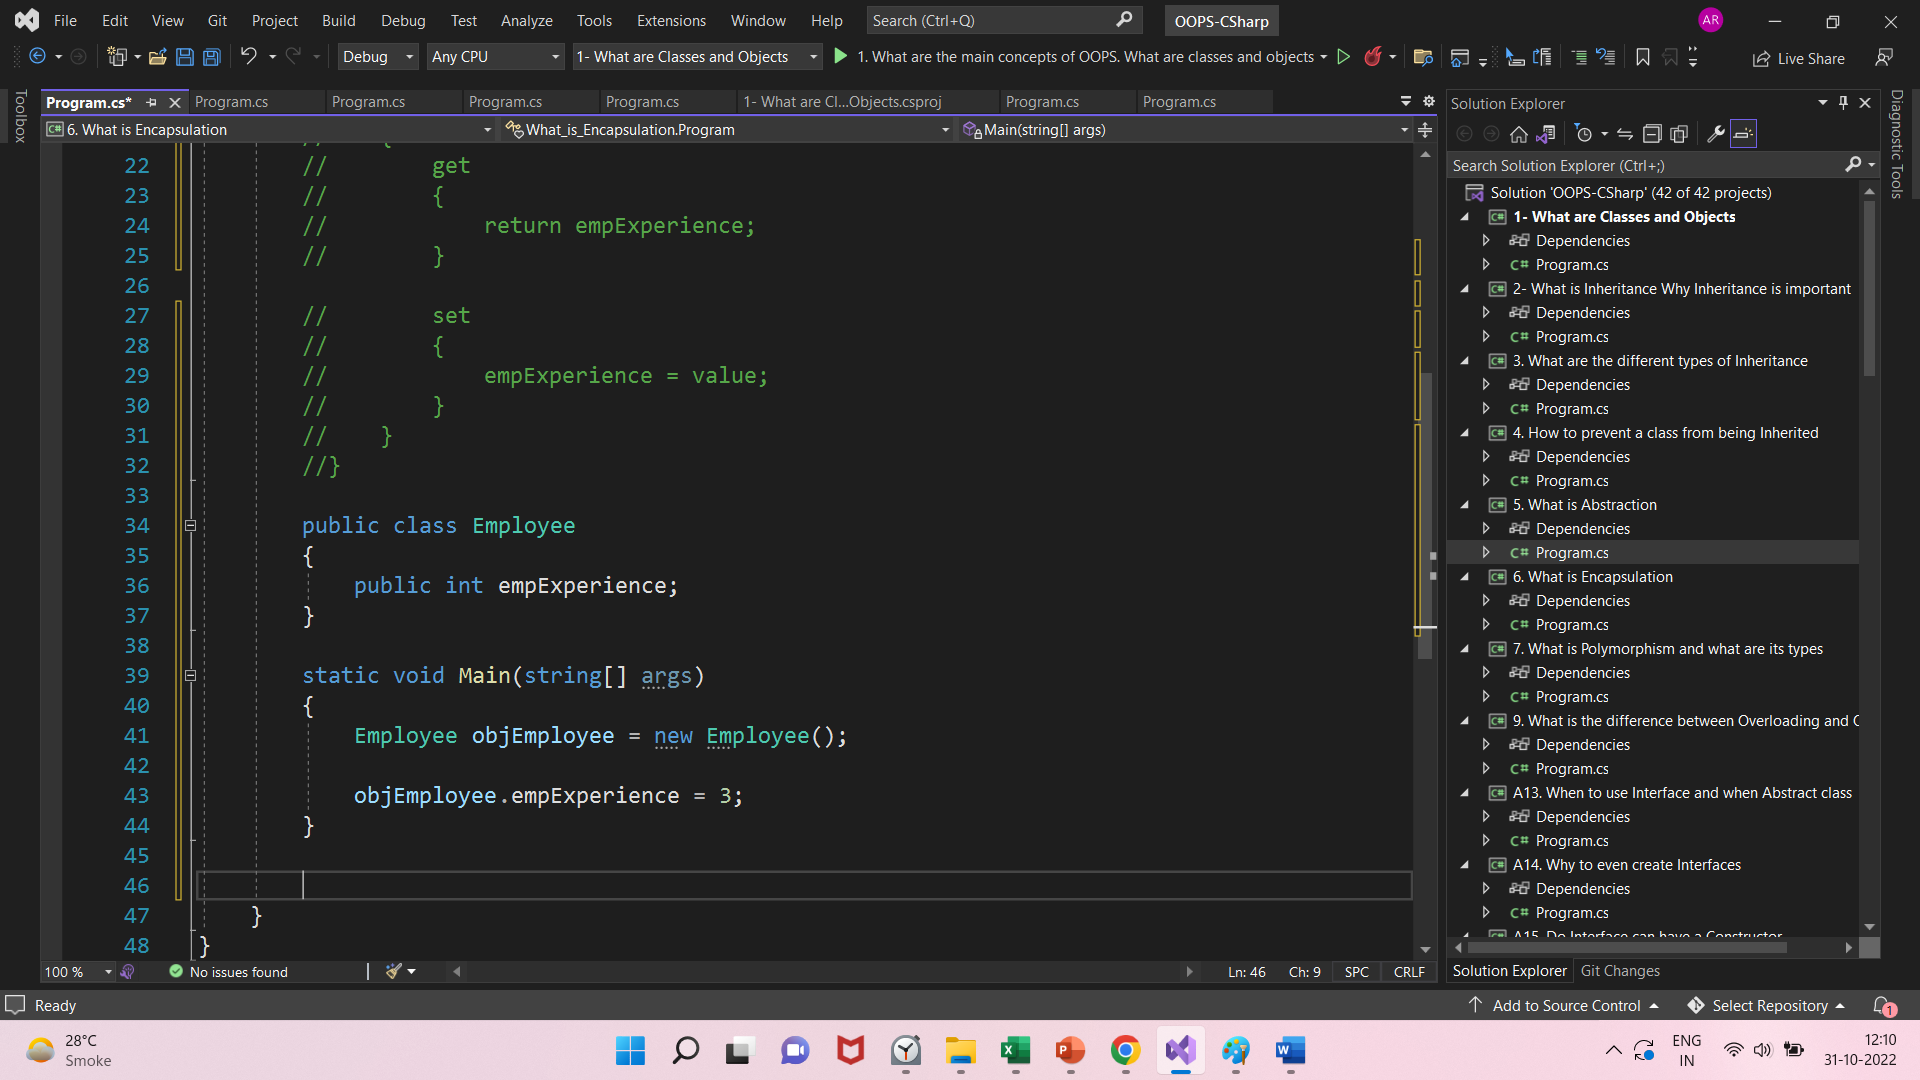 File Edit View Git Project Build Debug Test Analyze Tools Extensions Window Help Search (Ctrl+Q) OOPS-CSharp AR
Debug Any CPU 1- What are Classes and Objects 1. What are the main concepts of OOPS. What are classes and objects Live Share
Toolbox
Program.cs* Program.cs Program.cs Program.cs Program.cs 1- What are Cl...Objects.csproj Program.cs Program.cs
6. What is Encapsulation What_is_Encapsulation.Program Main(string[] args)
22 // get
23 // {
24 // return empExperience;
25 // }
26
27 // set
28 // {
29 // empExperience = value;
30 // }
31 // }
32 //}
33
34 public class Employee
35 {
36 public int empExperience;
37 }
38
39 static void Main(string[] args)
40 {
41 Employee objEmployee = new Employee();
42
43 objEmployee.empExperience = 3;
44 }
45
46
47 }
48 }
100 % No issues found Ln: 46 Ch: 9 SPC CRLF
Solution Explorer
Search Solution Explorer (Ctrl+;)
Solution 'OOPS-CSharp' (42 of 42 projects)
C# 1- What are Classes and Objects
Dependencies
C# Program.cs
C# 2- What is Inheritance Why Inheritance is important
Dependencies
C# Program.cs
C# 3. What are the different types of Inheritance
Dependencies
C# Program.cs
C# 4. How to prevent a class from being Inherited
Dependencies
C# Program.cs
C# 5. What is Abstraction
Dependencies
C# Program.cs
C# 6. What is Encapsulation
Dependencies
C# Program.cs
C# 7. What is Polymorphism and what are its types
Dependencies
C# Program.cs
C# 9. What is the difference between Overloading and
Dependencies
C# Program.cs
C# A13. When to use Interface and when Abstract class
Dependencies
C# Program.cs
C# A14. Why to even create Interfaces
Dependencies
C# Program.cs
C# A15. Do Interface can have a Constructor
Solution Explorer Git Changes
Diagnostic Tools
Ready Add to Source Control Select Repository 1
28°C
Smoke
ENG
IN
12:10
31-10-2022